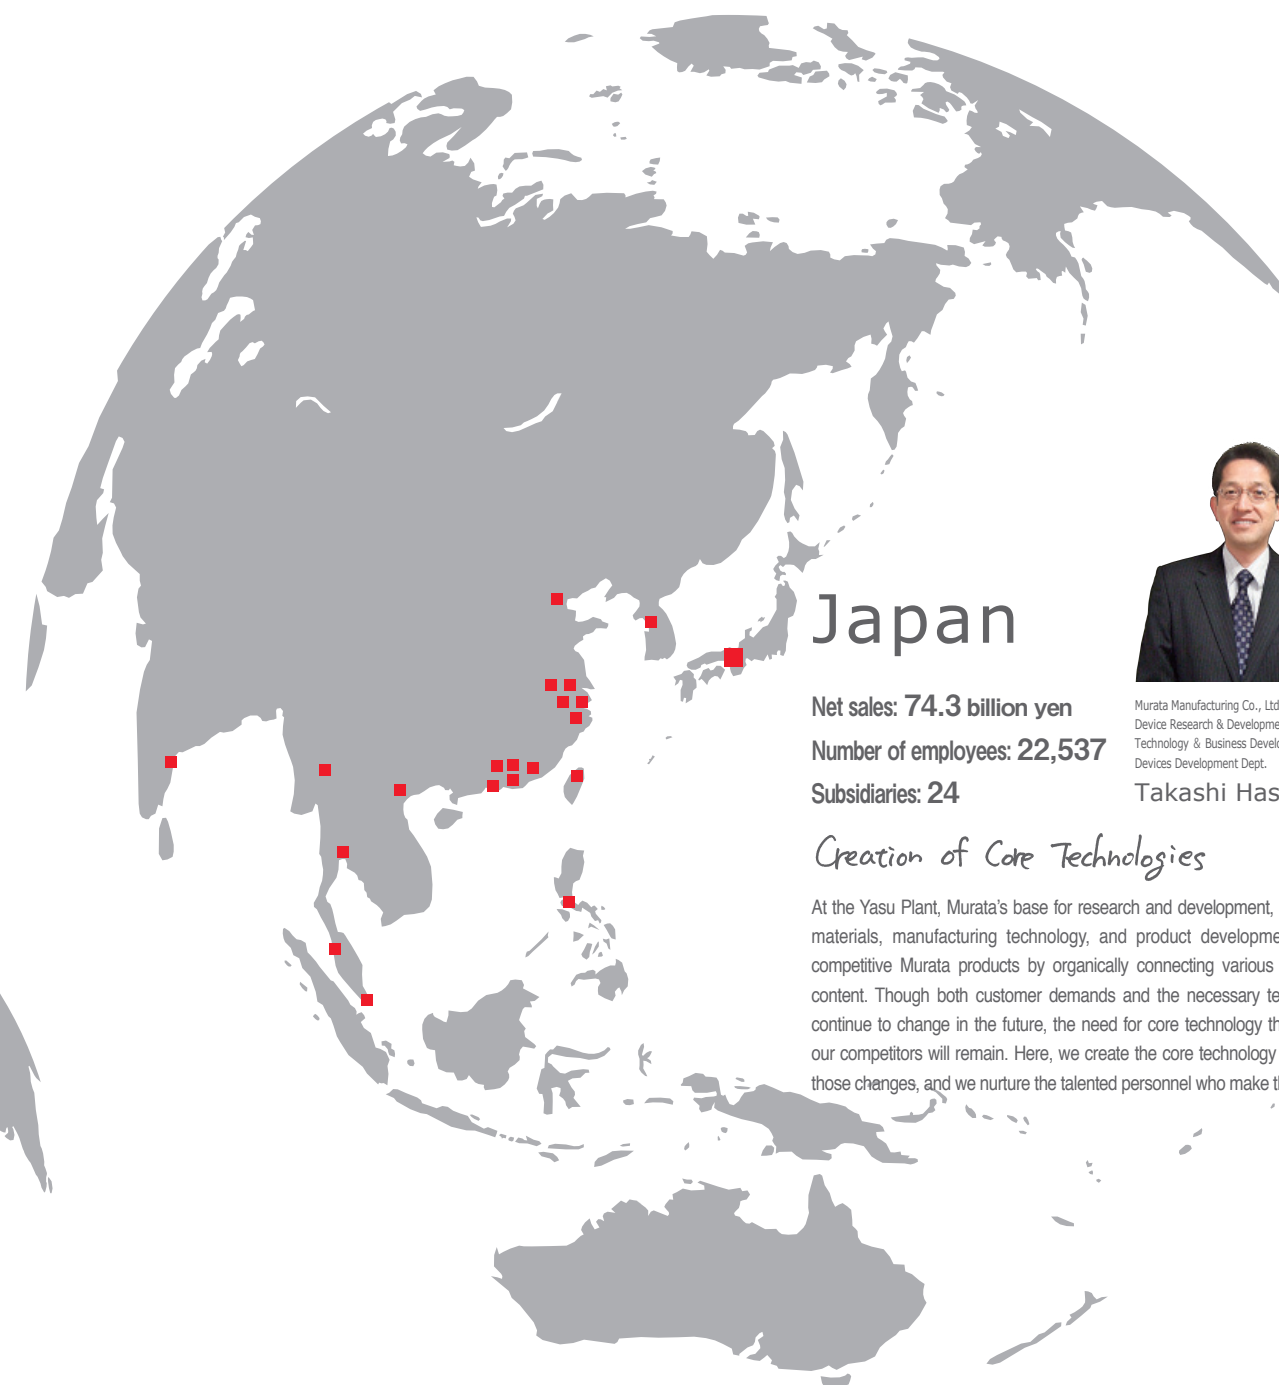 Japan
Net sales: 74.3 billion yen
Number of employees: 22,537
Subsidiaries: 24
Murata Manufacturing Co., Ltd
Device Research & Developme
Technology & Business Develo
Devices Development Dept.
Takashi Has
Creation of Core Technologies
At the Yasu Plant, Murata's base for research and development,
materials, manufacturing technology, and product developme
competitive Murata products by organically connecting various
content. Though both customer demands and the necessary te
continue to change in the future, the need for core technology th
our competitors will remain. Here, we create the core technology
those changes, and we nurture the talented personnel who make th